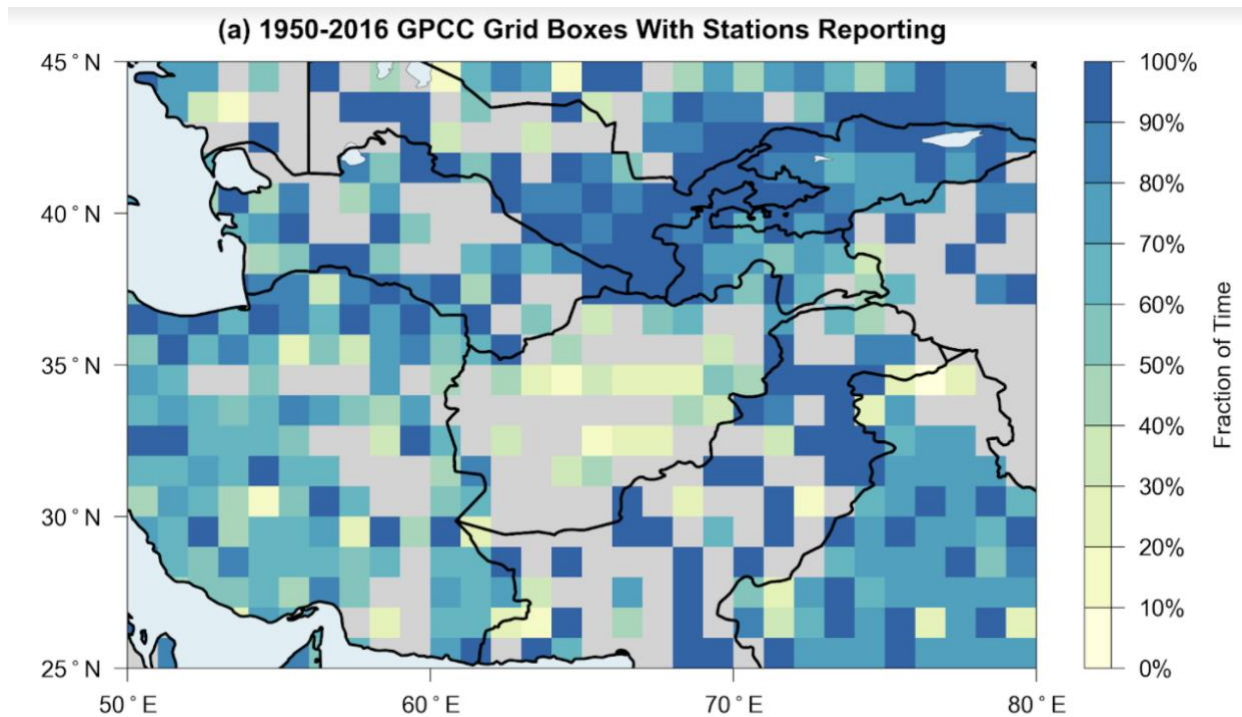 (a) 1950-2016 GPCC Grid Boxes With Stations Reporting
45°N
40°N
35°N
30°N
25°N
50°E
60°E
70°E
80°E
100%
90%
80%
70%
60%
50%
40%
30%
20%
10%
0%
Fraction of Time